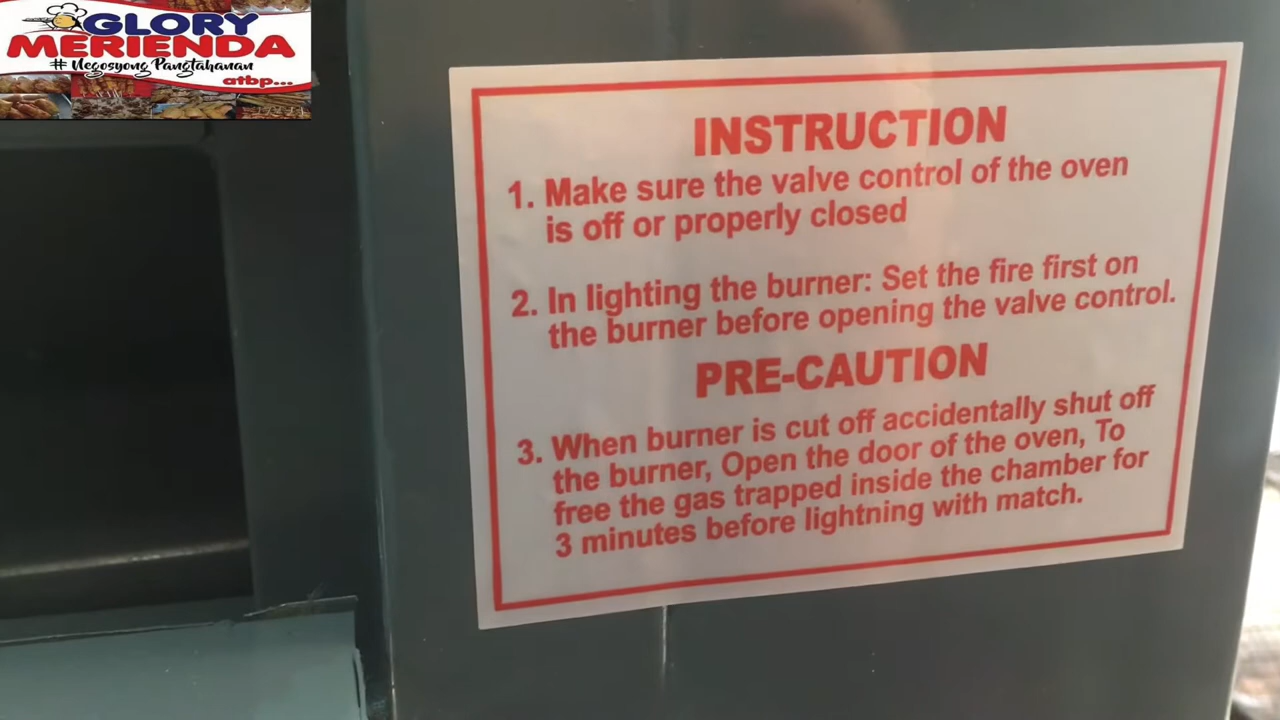 GLORY
MERIENDA
# Negosyong Pangtahanan
atbp...
INSTRUCTION
1. Make sure the valve control of the oven
is off or properly closed
2. In lighting the burner: Set the fire first on
the burner before opening the valve control.
PRE-CAUTION
3. When burner is cut off accidentally shut off
the burner, Open the door of the oven, To
free the gas trapped inside the chamber for
3 minutes before lightning with match.